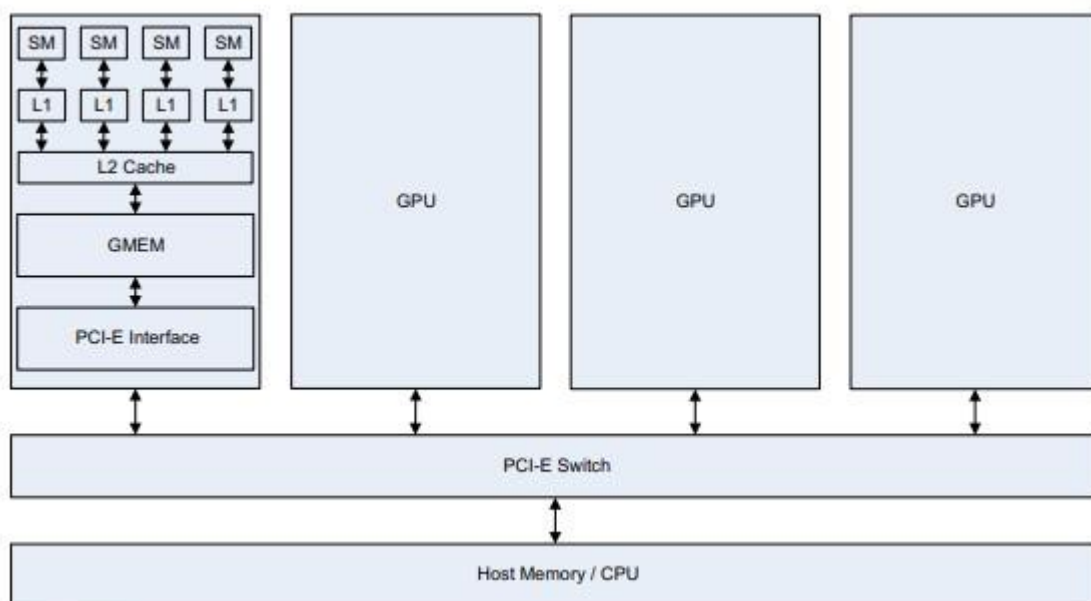 SM SM SM SM
L1 L1 L1 L1
L2 Cache
GPU GPU GPU
GMEM
PCI-E Interface
PCI-E Switch
Host Memory / CPU